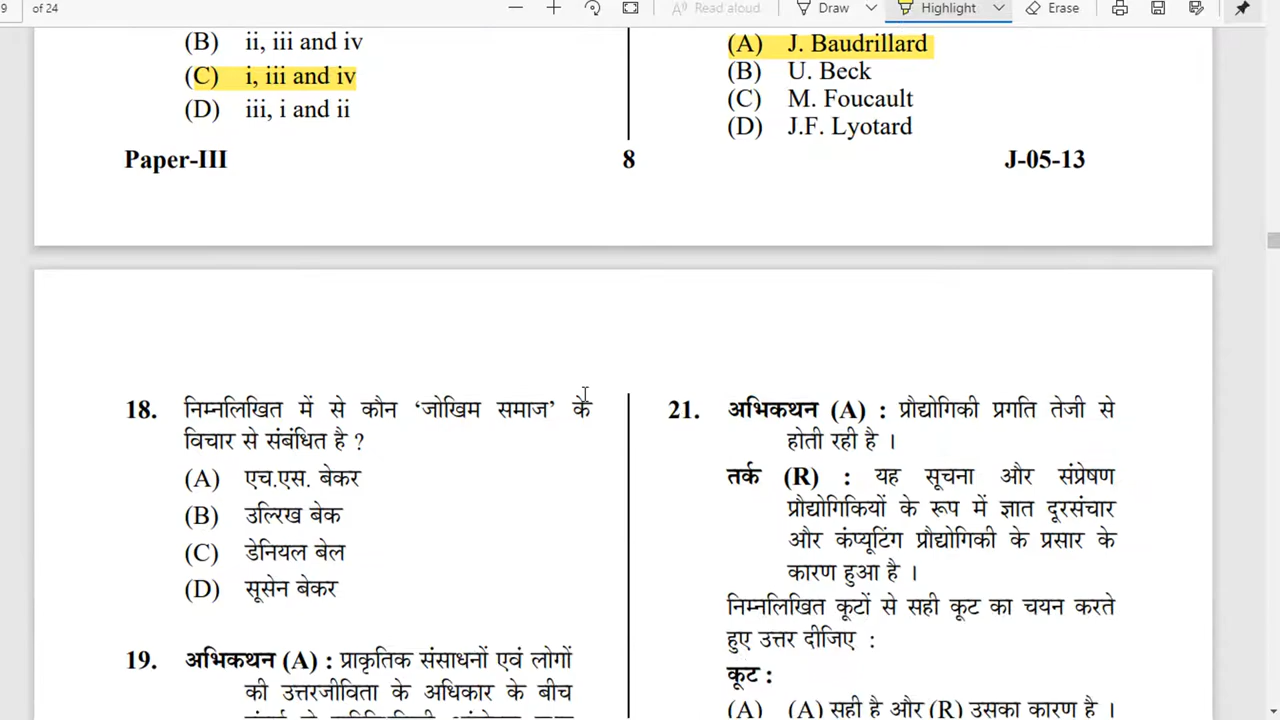 9 of 24 Read aloud Draw Highlight Erase
(B) ii, iii and iv
(C) i, iii and iv
(D) iii, i and ii
(A) J. Baudrillard
(B) U. Beck
(C) M. Foucault
(D) J.F. Lyotard
Paper-III 8 J-05-13
18. निम्नलिखित में से कौन ‘जोखिम समाज’ के
विचार से संबंधित है ?
(A) एच.एस. बेकर
(B) उल्रिख बेक
(C) डेनियल बेल
(D) सूसेन बेकर
19. अभिकथन (A) : प्राकृतिक संसाधनों एवं लोगों
की उत्तरजीविता के अधिकार के बीच
21. अभिकथन (A) : प्रौद्योगिकी प्रगति तेजी से
होती रही है ।
तर्क (R) : यह सूचना और संप्रेषण
प्रौद्योगिकियों के रूप में ज्ञात दूरसंचार
और कंप्यूटिंग प्रौद्योगिकी के प्रसार के
कारण हुआ है ।
निम्नलिखित कूटों से सही कूट का चयन करते
हुए उत्तर दीजिए :
कूट :
(A) (A) सही है और (R) उसका कारण है ।